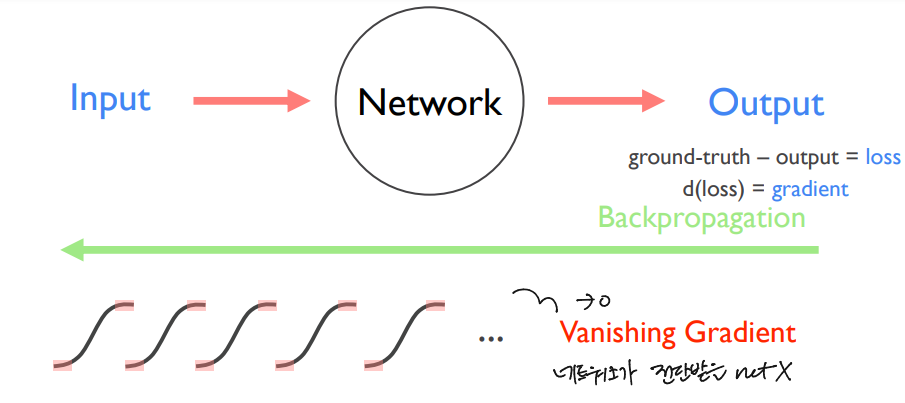 Input
Network
Output
ground-truth – output = loss
d(loss) = gradient
Backpropagation
...
→0
Vanishing Gradient
네트워크가 전달받는 net X